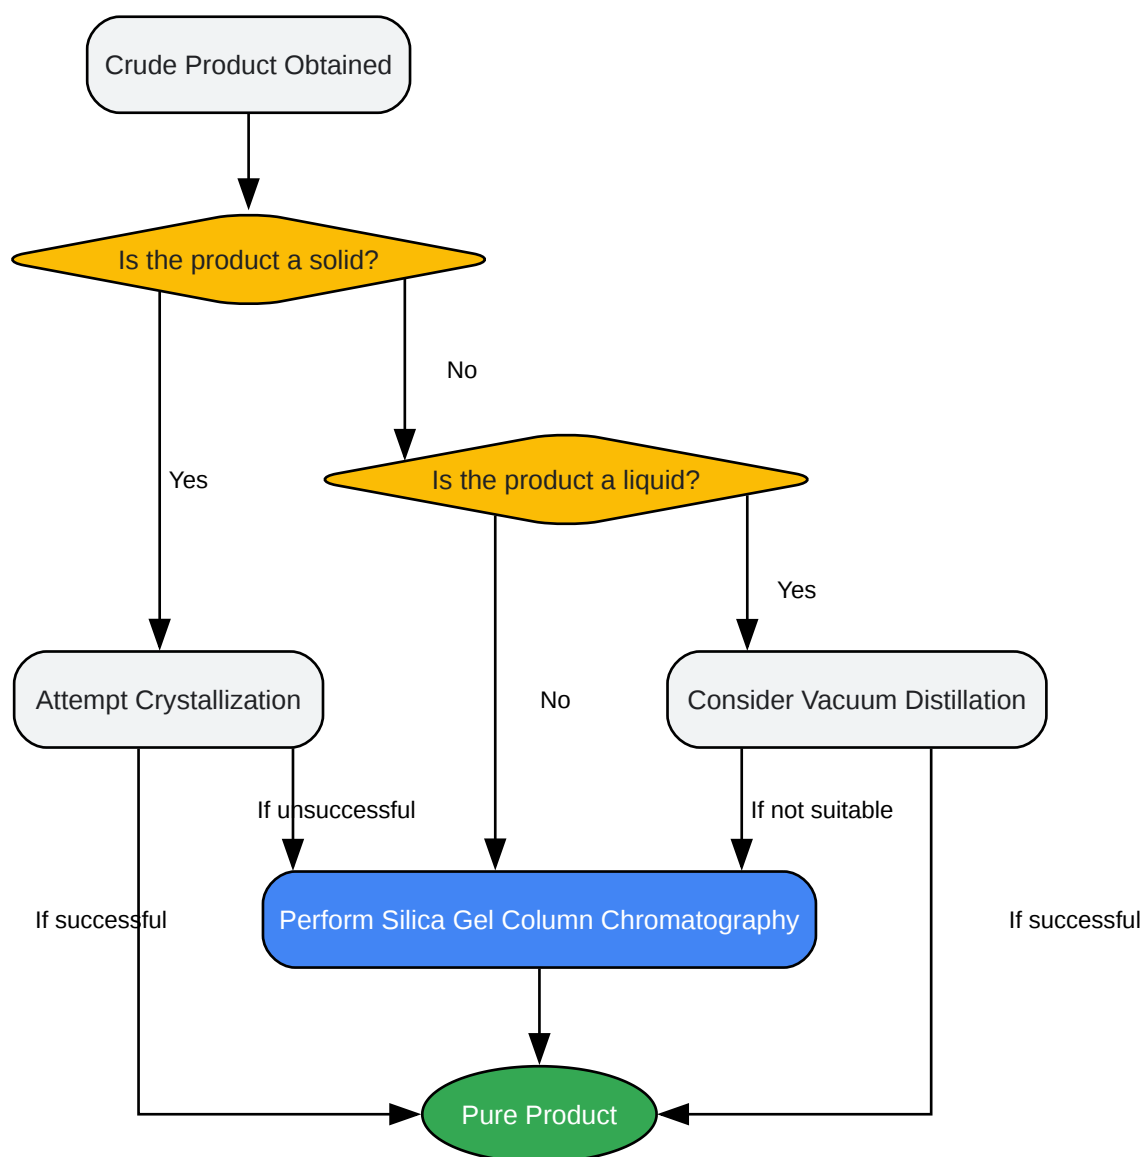 Crude Product Obtained
Is the product a solid?
No
Yes
Is the product a liquid?
Yes
Attempt Crystallization
No
Consider Vacuum Distillation
If unsuccessful
If not suitable
If successful
Perform Silica Gel Column Chromatography
If successful
Pure Product